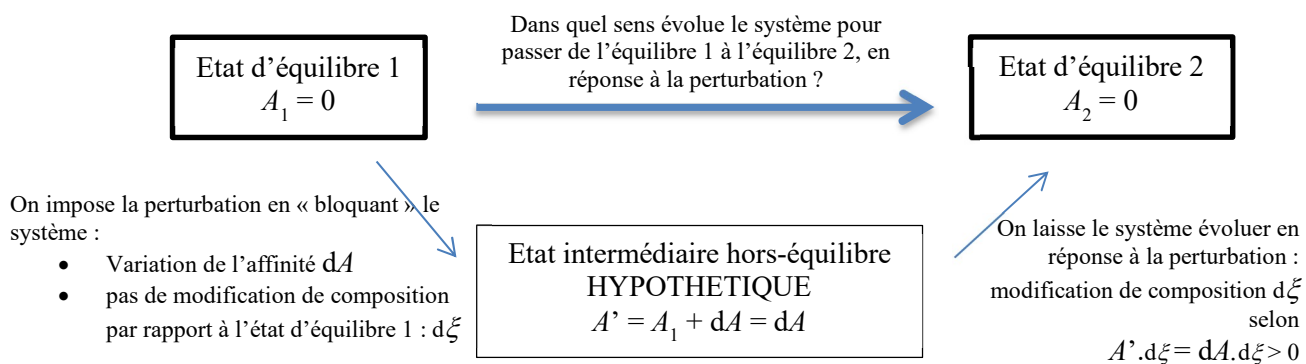 Dans quel sens évolue le système pour
passer de l'équilibre 1 à l'équilibre 2, en
réponse à la perturbation ?
Etat d'équilibre 1
A₁ = 0
Etat d'équilibre 2
A₂ = 0
On impose la perturbation en « bloquant » le
système :
• Variation de l'affinité dA
• pas de modification de composition
par rapport à l'état d'équilibre 1 : dξ
Etat intermédiaire hors-équilibre
HYPOTHETIQUE
A' = A₁ + dA = dA
On laisse le système évoluer en
réponse à la perturbation :
modification de composition dξ
selon
A'.dξ = dA.dξ > 0